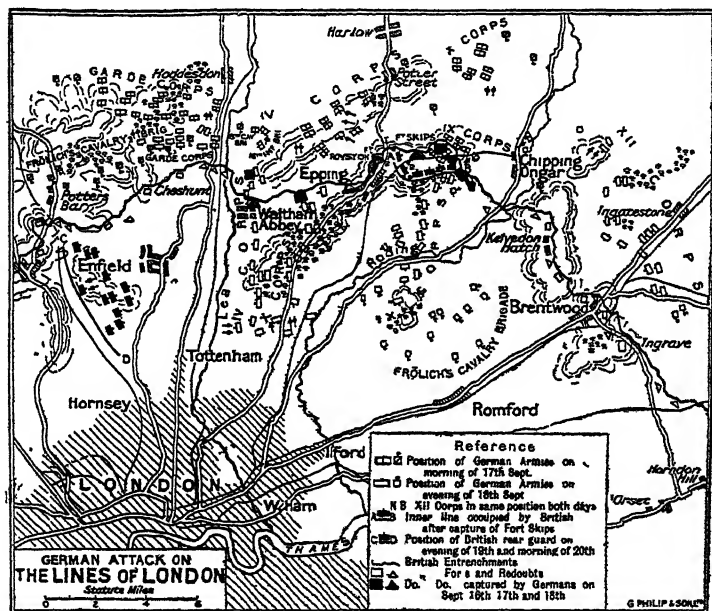 Harlow
X CORPS
GARDE CORPS
Hoddesdon
Potter Street
IV CORPS
FRÖLICH'S CAVALRY BRIG
GARDE CORPS
Ft SKIPS
IX CORPS
XII CORPS
ROYSTON
Potters Bar
Cheshunt
Epping
Chipping Ongar
Waltham Abbey
Ingatestone
Enfield
Kelvedon Hatch
Brentwood
Tottenham
FRÖLICH'S CAVALRY BRIGADE
Ingrave
Hornsey
Romford
Ilford
LONDON
W.Ham
THAMES
Horndon Hill
Orset
Reference
Position of German Armies on morning of 17th Sept.
Position of German Armies on evening of 18th Sept
N B XII Corps in same position both days
Inner line occupied by British after capture of Fort Skips
Position of British rear guard on evening of 19th and morning of 20th
British Entrenchments
For s and Redoubts
Do. Do. captured by Germans on Sept 16th 17th and 18th
GERMAN ATTACK ON
THE LINES OF LONDON
Statute Miles
0 2 4 6
G PHILIP & SON LTD